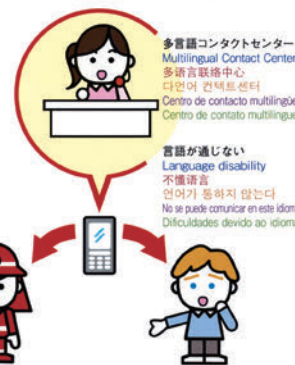 多言語コンタクトセンター
Multilingual Contact Center
多语言联络中心
다언어 컨텍트센터
Centro de contacto multilingüe
Centro de contato multilíngue
言語が通じない
Language disability
不懂语言
언어가 통하지 않는다
No se puede comunicar en este idioma
Dificuldades devido ao idioma